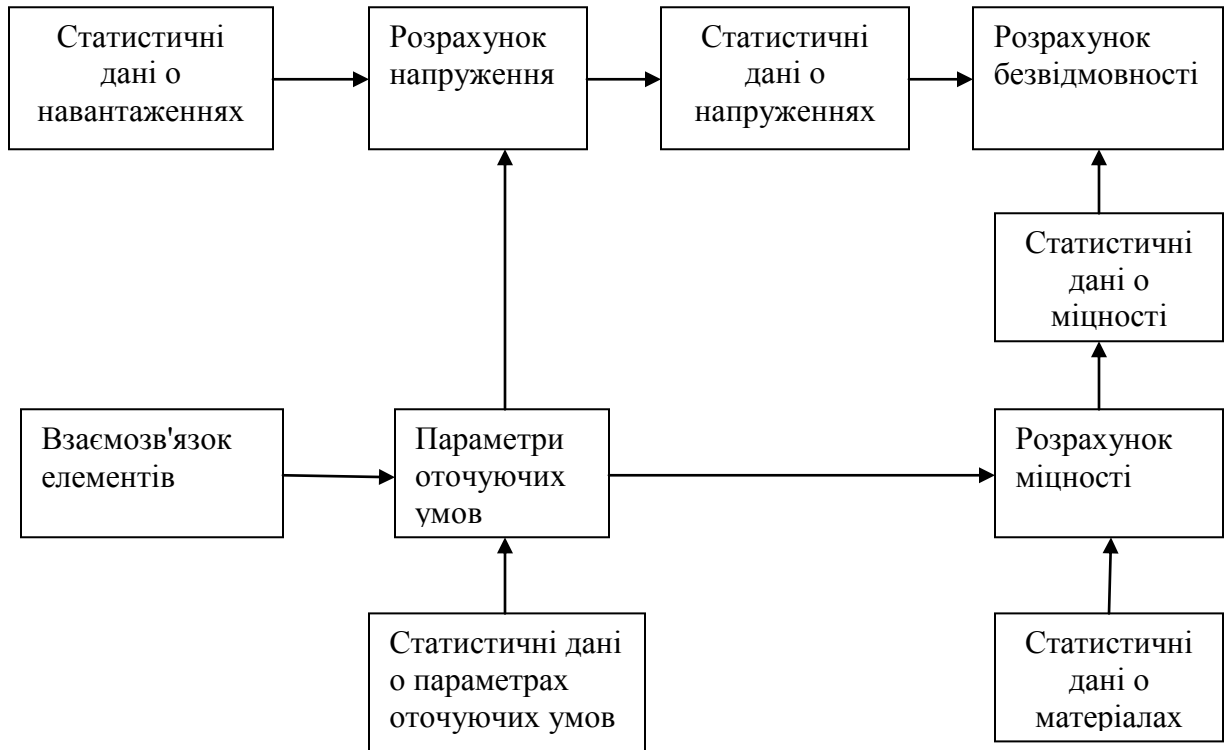 Статистичні
дані о
навантаженнях
Розрахунок
напруження
Статистичні
дані о
напруженнях
Розрахунок
безвідмовності
Статистичні
дані о
міцності
Взаємозв'язок
елементів
Параметри
оточуючих
умов
Розрахунок
міцності
Статистичні дані
о параметрах
оточуючих умов
Статистичні
дані о
матеріалах